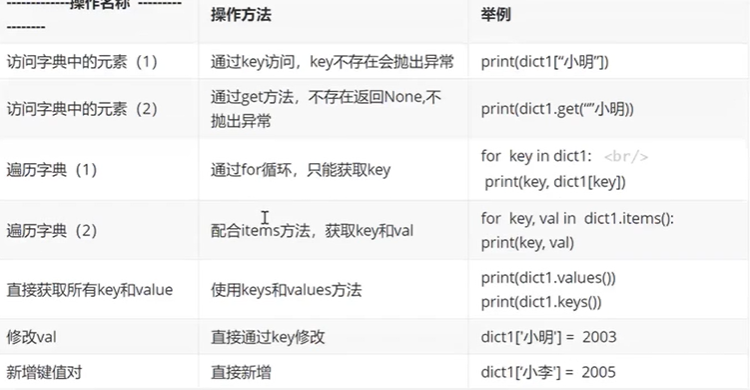 -------------操作名称 --------- 操作方法 举例
--------
访问字典中的元素（1） 通过key访问，key不存在会抛出异常 print(dict1[“小明”])
访问字典中的元素（2） 通过get方法，不存在返回None,不 print(dict1.get(“”小明))
抛出异常
遍历字典（1） 通过for循环，只能获取key for key in dict1: <br/>
print(key, dict1[key])
遍历字典（2） 配合items方法，获取key和val for key, val in dict1.items():
print(key, val)
直接获取所有key和value 使用keys和values方法 print(dict1.values())
print(dict1.keys())
修改val 直接通过key修改 dict1['小明'] = 2003
新增键值对 直接新增 dict1['小李'] = 2005